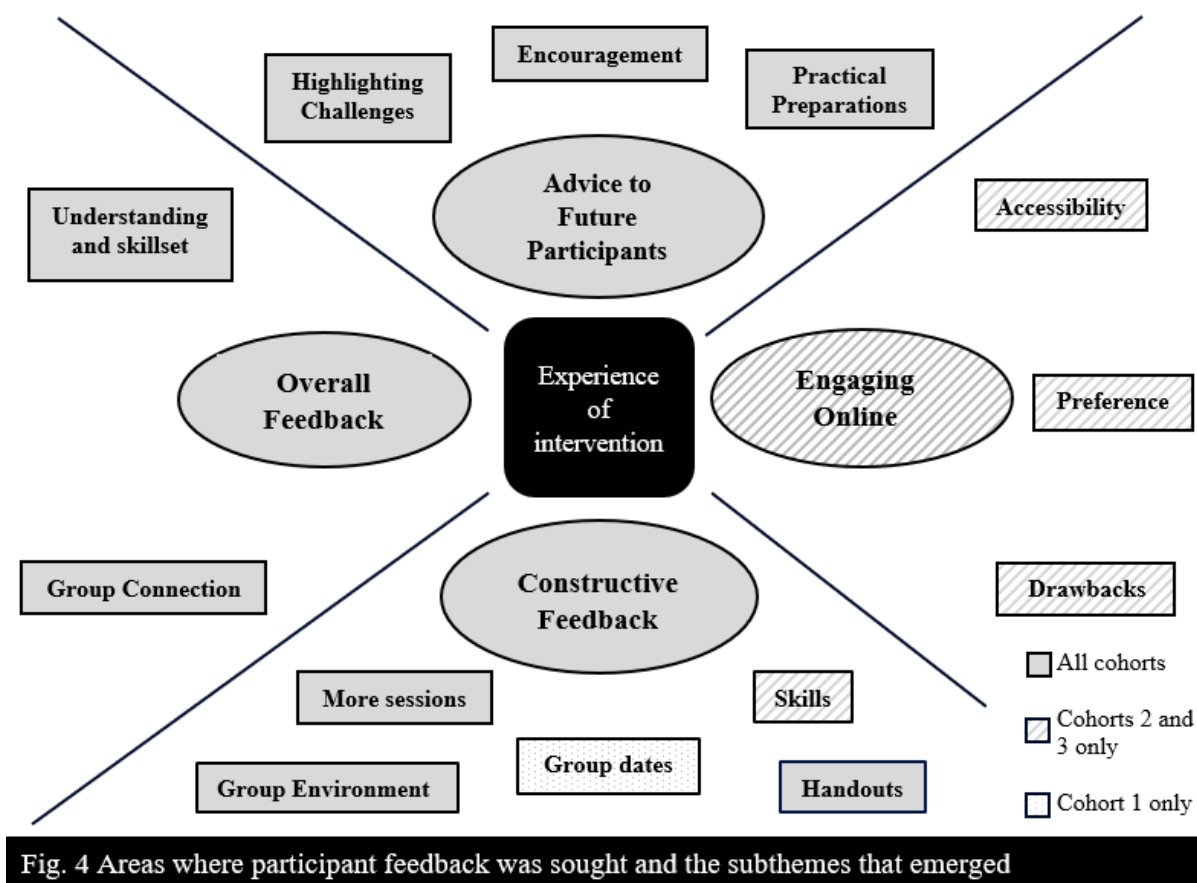 Encouragement
Highlighting
Challenges
Practical
Preparations
Advice to
Future
Participants
Understanding
and skillset
Accessibility
Overall
Feedback
Experience
of
intervention
Engaging
Online
Preference
Group Connection
Constructive
Feedback
Drawbacks
More sessions
Skills
Group dates
Group Environment
Handouts
All cohorts
Cohorts 2 and
3 only
Cohort 1 only
Fig. 4 Areas where participant feedback was sought and the subthemes that emerged